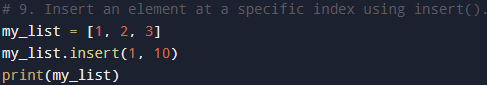 # 9. Insert an element at a specific index using insert().
my_list = [1, 2, 3]
my_list.insert(1, 10)
print(my_list)